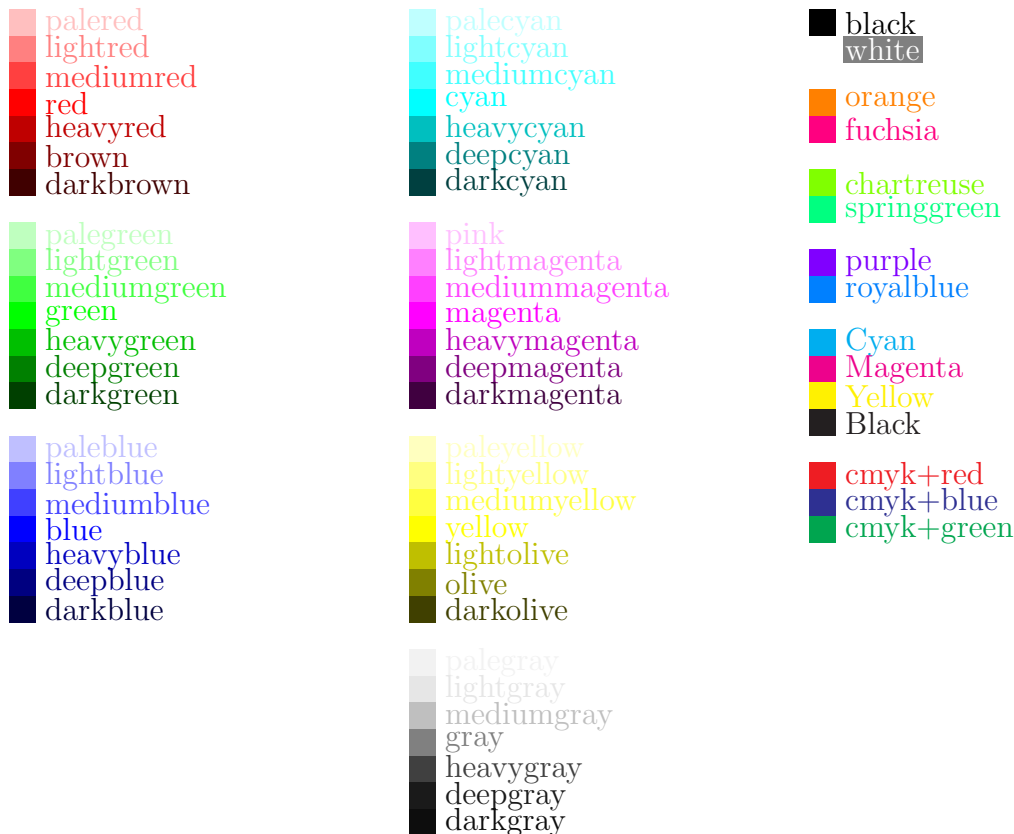 palered
lightred
mediumred
red
heavyred
brown
darkbrown
palegreen
lightgreen
mediumgreen
green
heavygreen
deepgreen
darkgreen
paleblue
lightblue
mediumblue
blue
heavyblue
deepblue
darkblue
palecyan
lightcyan
mediumcyan
cyan
heavycyan
deepcyan
darkcyan
pink
lightmagenta
mediummagenta
magenta
heavymagenta
deepmagenta
darkmagenta
paleyellow
lightyellow
mediumyellow
yellow
lightolive
olive
darkolive
palegray
lightgray
mediumgray
gray
heavygray
deepgray
darkgray
black
white
orange
fuchsia
chartreuse
springgreen
purple
royalblue
Cyan
Magenta
Yellow
Black
cmyk+red
cmyk+blue
cmyk+green